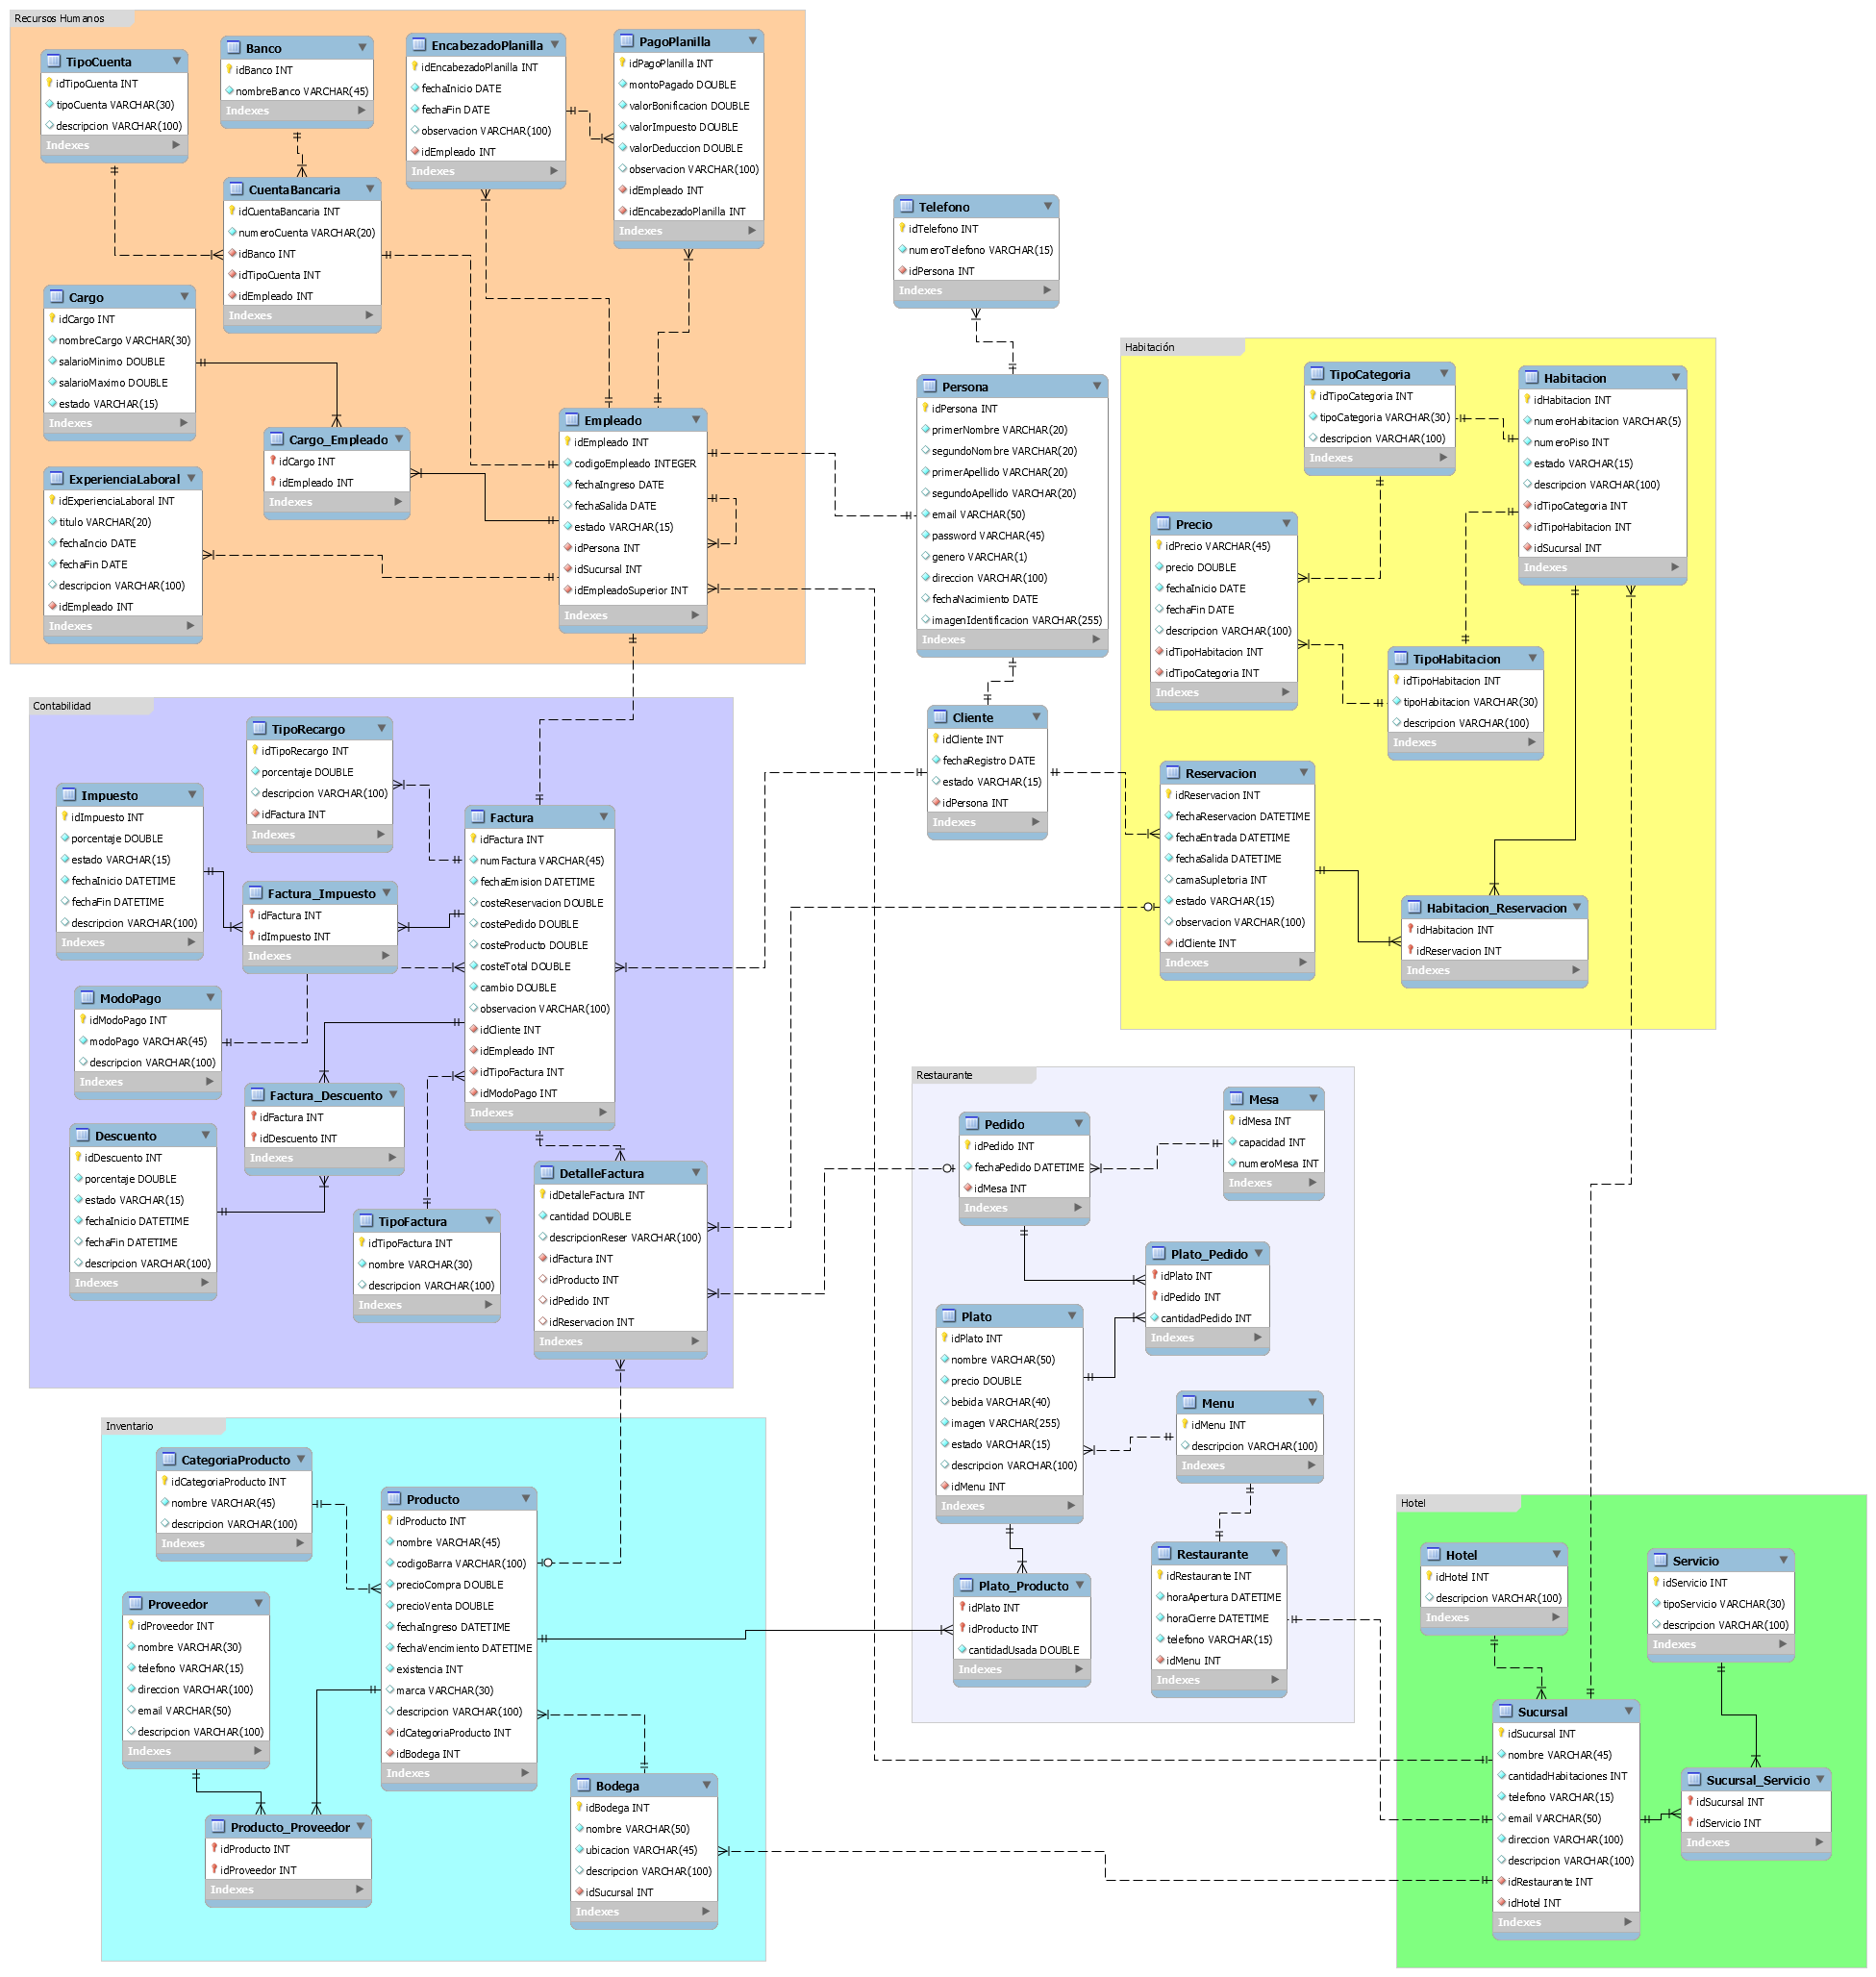 Recursos Humanos
TipoCuenta
idTipoCuenta INT
tipoCuenta VARCHAR(30)
descripcion VARCHAR(100)
Indexes
Banco
idBanco INT
nombreBanco VARCHAR(45)
Indexes
EncabezadoPlanilla
idEncabezadoPlanilla INT
fechaInicio DATE
fechaFin DATE
observacion VARCHAR(100)
idEmpleado INT
Indexes
PagoPlanilla
idPagoPlanilla INT
montoPagado DOUBLE
valorBonificacion DOUBLE
valorImpuesto DOUBLE
valorDeduccion DOUBLE
observacion VARCHAR(100)
idEmpleado INT
idEncabezadoPlanilla INT
Indexes
CuentaBancaria
idCuentaBancaria INT
numeroCuenta VARCHAR(20)
idBanco INT
idTipoCuenta INT
idEmpleado INT
Indexes
Cargo
idCargo INT
nombreCargo VARCHAR(30)
salarioMinimo DOUBLE
salarioMaximo DOUBLE
estado VARCHAR(15)
Indexes
Cargo_Empleado
idCargo INT
idEmpleado INT
Indexes
ExperienciaLaboral
idExperienciaLaboral INT
titulo VARCHAR(20)
fechaIncio DATE
fechaFin DATE
descripcion VARCHAR(100)
idEmpleado INT
Indexes
Empleado
idEmpleado INT
codigoEmpleado INTEGER
fechaIngreso DATE
fechaSalida DATE
estado VARCHAR(15)
idPersona INT
idSucursal INT
idEmpleadoSuperior INT
Indexes
Telefono
idTelefono INT
numeroTelefono VARCHAR(15)
idPersona INT
Indexes
Persona
idPersona INT
primerNombre VARCHAR(20)
segundoNombre VARCHAR(20)
primerApellido VARCHAR(20)
segundoApellido VARCHAR(20)
email VARCHAR(50)
password VARCHAR(45)
genero VARCHAR(1)
direccion VARCHAR(100)
fechaNacimiento DATE
imagenIdentificacion VARCHAR(255)
Indexes
Cliente
idCliente INT
fechaRegistro DATE
estado VARCHAR(15)
idPersona INT
Indexes
Habitación
TipoCategoria
idTipoCategoria INT
tipoCategoria VARCHAR(30)
descripcion VARCHAR(100)
Indexes
Habitacion
idHabitacion INT
numeroHabitacion VARCHAR(5)
numeroPiso INT
estado VARCHAR(15)
descripcion VARCHAR(100)
idTipoCategoria INT
idTipoHabitacion INT
idSucursal INT
Indexes
Precio
idPrecio VARCHAR(45)
precio DOUBLE
fechaInicio DATE
fechaFin DATE
descripcion VARCHAR(100)
idTipoHabitacion INT
idTipoCategoria INT
Indexes
TipoHabitacion
idTipoHabitacion INT
tipoHabitacion VARCHAR(30)
descripcion VARCHAR(100)
Indexes
Reservacion
idReservacion INT
fechaReservacion DATETIME
fechaEntrada DATETIME
fechaSalida DATETIME
camaSupletoria INT
estado VARCHAR(15)
observacion VARCHAR(100)
idCliente INT
Indexes
Habitacion_Reservacion
idHabitacion INT
idReservacion INT
Indexes
Contabilidad
TipoRecargo
idTipoRecargo INT
porcentaje DOUBLE
descripcion VARCHAR(100)
idFactura INT
Indexes
Impuesto
idImpuesto INT
porcentaje DOUBLE
estado VARCHAR(15)
fechaInicio DATETIME
fechaFin DATETIME
descripcion VARCHAR(100)
Indexes
Factura_Impuesto
idFactura INT
idImpuesto INT
Indexes
Factura
idFactura INT
numFactura VARCHAR(45)
fechaEmision DATETIME
costeReservacion DOUBLE
costePedido DOUBLE
costeProducto DOUBLE
costeTotal DOUBLE
cambio DOUBLE
observacion VARCHAR(100)
idCliente INT
idEmpleado INT
idTipoFactura INT
idModoPago INT
Indexes
ModoPago
idModoPago INT
modoPago VARCHAR(45)
descripcion VARCHAR(100)
Indexes
Factura_Descuento
idFactura INT
idDescuento INT
Indexes
Descuento
idDescuento INT
porcentaje DOUBLE
estado VARCHAR(15)
fechaInicio DATETIME
fechaFin DATETIME
descripcion VARCHAR(100)
Indexes
TipoFactura
idTipoFactura INT
nombre VARCHAR(30)
descripcion VARCHAR(100)
Indexes
DetalleFactura
idDetalleFactura INT
cantidad DOUBLE
descripcionReser VARCHAR(100)
idFactura INT
idProducto INT
idPedido INT
idReservacion INT
Indexes
Restaurante
Pedido
idPedido INT
fechaPedido DATETIME
idMesa INT
Indexes
Mesa
idMesa INT
capacidad INT
numeroMesa INT
Indexes
Plato_Pedido
idPlato INT
idPedido INT
cantidadPedido INT
Indexes
Plato
idPlato INT
nombre VARCHAR(50)
precio DOUBLE
bebida VARCHAR(40)
imagen VARCHAR(255)
estado VARCHAR(15)
descripcion VARCHAR(100)
idMenu INT
Indexes
Menu
idMenu INT
descripcion VARCHAR(100)
Indexes
Plato_Producto
idPlato INT
idProducto INT
cantidadUsada DOUBLE
Indexes
Restaurante
idRestaurante INT
horaApertura DATETIME
horaCierre DATETIME
telefono VARCHAR(15)
idMenu INT
Indexes
Inventario
CategoriaProducto
idCategoriaProducto INT
nombre VARCHAR(45)
descripcion VARCHAR(100)
Indexes
Producto
idProducto INT
nombre VARCHAR(45)
codigoBarra VARCHAR(100)
precioCompra DOUBLE
precioVenta DOUBLE
fechaIngreso DATETIME
fechaVencimiento DATETIME
existencia INT
marca VARCHAR(30)
descripcion VARCHAR(100)
idCategoriaProducto INT
idBodega INT
Indexes
Proveedor
idProveedor INT
nombre VARCHAR(30)
telefono VARCHAR(15)
direccion VARCHAR(100)
email VARCHAR(50)
descripcion VARCHAR(100)
Indexes
Producto_Proveedor
idProducto INT
idProveedor INT
Indexes
Bodega
idBodega INT
nombre VARCHAR(50)
ubicacion VARCHAR(45)
descripcion VARCHAR(100)
idSucursal INT
Indexes
Hotel
Hotel
idHotel INT
descripcion VARCHAR(100)
Indexes
Servicio
idServicio INT
tipoServicio VARCHAR(30)
descripcion VARCHAR(100)
Indexes
Sucursal
idSucursal INT
nombre VARCHAR(45)
cantidadHabitaciones INT
telefono VARCHAR(15)
email VARCHAR(50)
direccion VARCHAR(100)
descripcion VARCHAR(100)
idRestaurante INT
idHotel INT
Indexes
Sucursal_Servicio
idSucursal INT
idServicio INT
Indexes